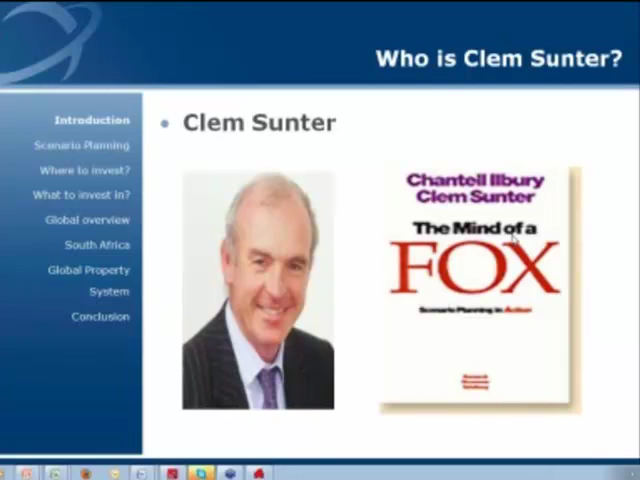 Who is Clem Sunter?
Introduction
Scenario Planning
Where to invest?
What to invest in?
Global overview
South Africa
Global Property
System
Conclusion
• Clem Sunter
Chantell Ilbury
Clem Sunter
The Mind of a
FOX
Scenario Planning in Action